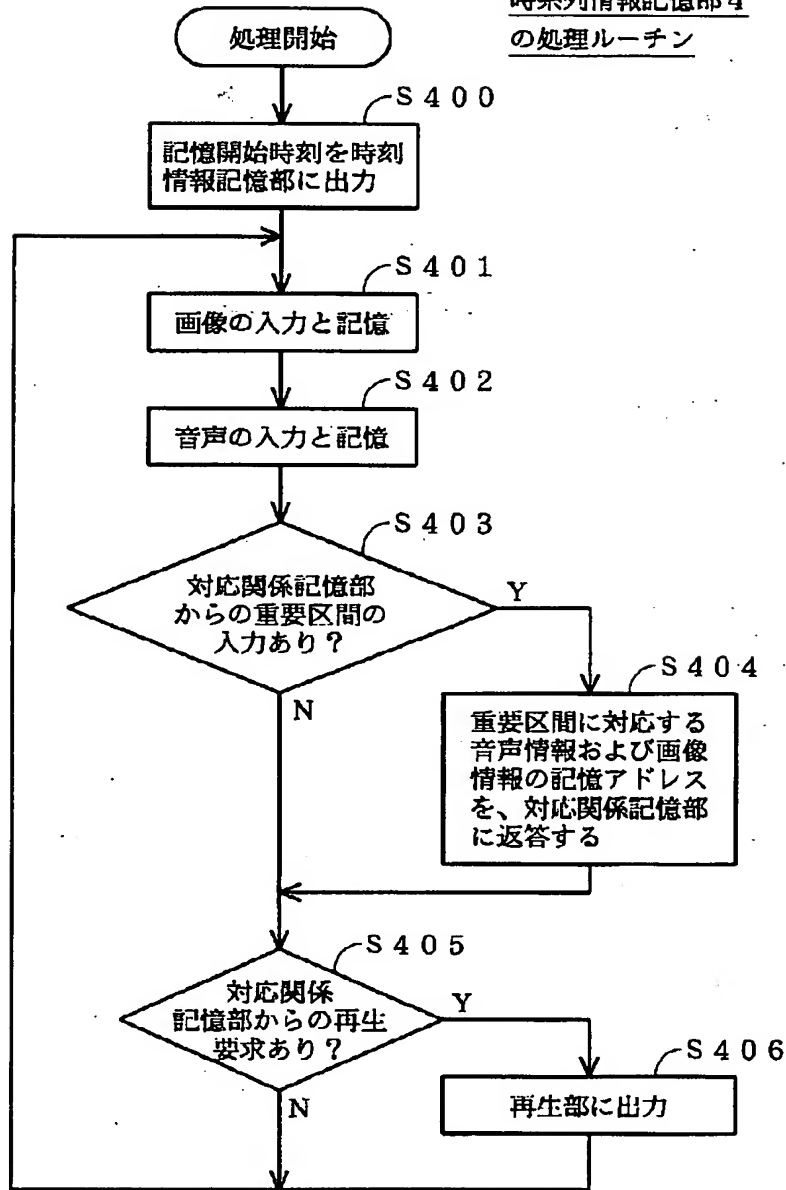 時系列情報記憶部4
の処理ルーチン
処理開始
S400
記憶開始時刻を時刻
情報記憶部に出力
S401
画像の入力と記憶
S402
音声の入力と記憶
S403
対応関係記憶部
からの重要区間の
入力あり？
Y
N
S404
重要区間に対応する
音声情報および画像
情報の記憶アドレス
を、対応関係記憶部
に返答する
S405
対応関係
記憶部からの再生
要求あり？
Y
N
S406
再生部に出力